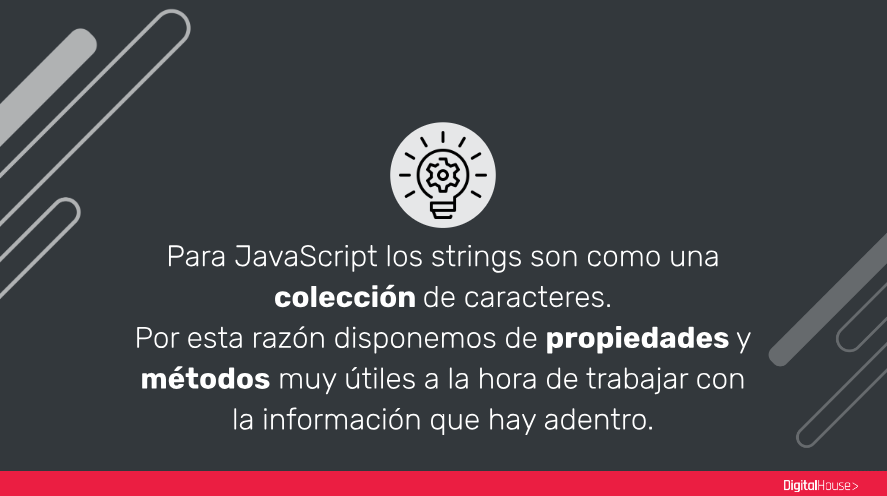 Para JavaScript los strings son como una
colección de caracteres.
Por esta razón disponemos de propiedades y
métodos muy útiles a la hora de trabajar con
la información que hay adentro.
DigitalHouse>